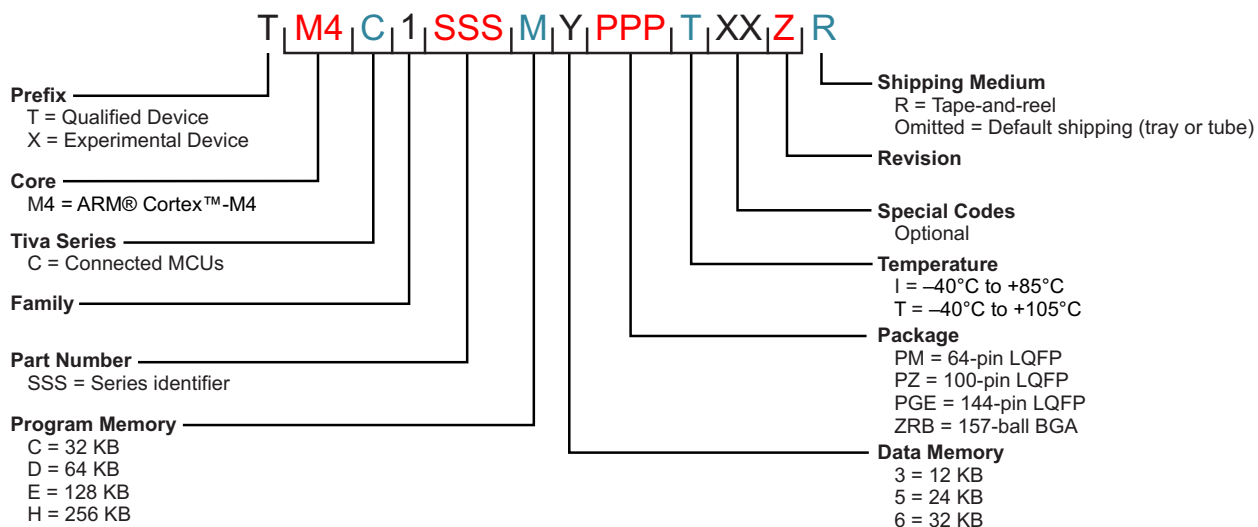 T M4 C 1 SSS M Y PPP T XX Z R
Prefix
T = Qualified Device
X = Experimental Device
Core
M4 = ARM® Cortex™-M4
Tiva Series
C = Connected MCUs
Family
Part Number
SSS = Series identifier
Program Memory
C = 32 KB
D = 64 KB
E = 128 KB
H = 256 KB
Shipping Medium
R = Tape-and-reel
Omitted = Default shipping (tray or tube)
Revision
Special Codes
Optional
Temperature
I = –40°C to +85°C
T = –40°C to +105°C
Package
PM = 64-pin LQFP
PZ = 100-pin LQFP
PGE = 144-pin LQFP
ZRB = 157-ball BGA
Data Memory
3 = 12 KB
5 = 24 KB
6 = 32 KB